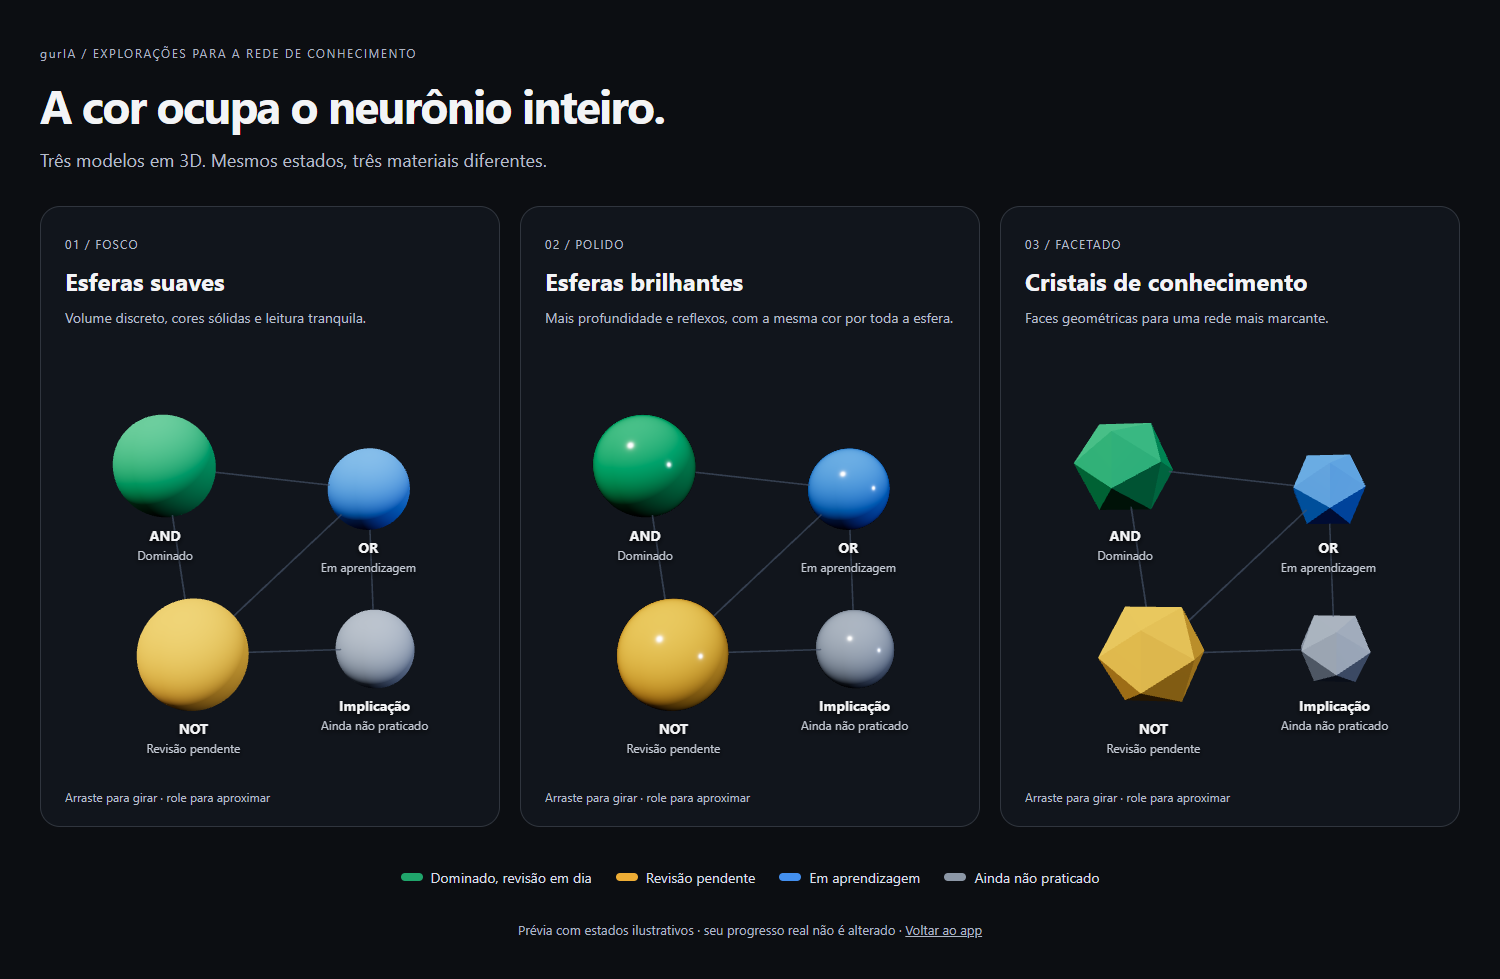 gurIA / EXPLORAÇÕES PARA A REDE DE CONHECIMENTO
A cor ocupa o neurônio inteiro.
Três modelos em 3D. Mesmos estados, três materiais diferentes.
01 / FOSCO
Esferas suaves
Volume discreto, cores sólidas e leitura tranquila.
AND
Dominado
OR
Em aprendizagem
NOT
Revisão pendente
Implicação
Ainda não praticado
Arraste para girar · role para aproximar
02 / POLIDO
Esferas brilhantes
Mais profundidade e reflexos, com a mesma cor por toda a esfera.
AND
Dominado
OR
Em aprendizagem
NOT
Revisão pendente
Implicação
Ainda não praticado
Arraste para girar · role para aproximar
03 / FACETADO
Cristais de conhecimento
Faces geométricas para uma rede mais marcante.
AND
Dominado
OR
Em aprendizagem
NOT
Revisão pendente
Implicação
Ainda não praticado
Arraste para girar · role para aproximar
Dominado, revisão em dia
Revisão pendente
Em aprendizagem
Ainda não praticado
Prévia com estados ilustrativos · seu progresso real não é alterado · Voltar ao app